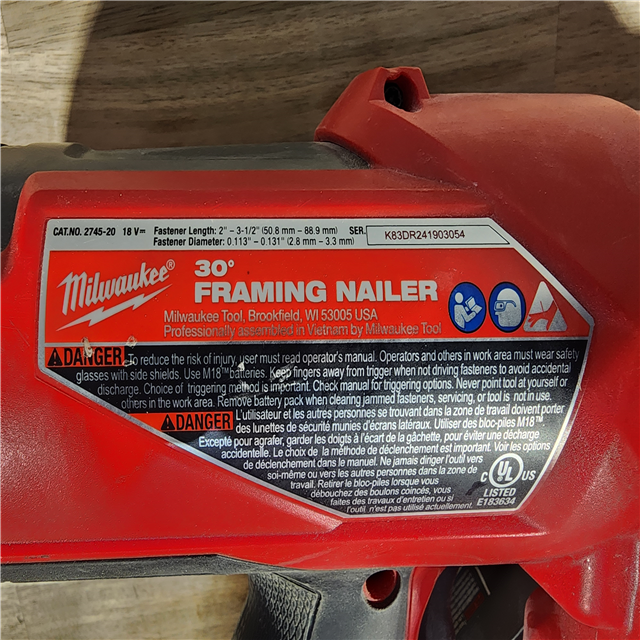 CAT.NO. 2745-20 18 V⎓ Fastener Length: 2" - 3-1/2" (50.8 mm - 88.9 mm) SER.
Fastener Diameter: 0.113" - 0.131" (2.8 mm - 3.3 mm)
K83DR241903054
Milwaukee®
30°
FRAMING NAILER
Milwaukee Tool, Brookfield, WI 53005 USA
Professionally assembled in Vietnam by Milwaukee Tool
DANGER To reduce the risk of injury, user must read operator's manual. Operators and others in work area must wear safety
glasses with side shields. Use M18™ batteries. Keep fingers away from trigger when not driving fasteners to avoid accidental
discharge. Choice of triggering method is important. Check manual for triggering options. Never point tool at yourself or
others in work area. Remove battery pack when clearing jammed fasteners, servicing, or tool is not in use.
DANGER L'utilisateur et les autres personnes se trouvant dans la zone de travail doivent porter
des lunettes de sécurité munies d'écrans latéraux. Utiliser des bloc-piles M18™
Excepté pour agrafer, garder les doigts à l'écart de la gâchette, pour éviter une décharge
accidentelle. Le choix de la méthode de déclenchement est important. Voir les options
de déclenchement dans le manuel. Ne jamais diriger l'outil vers
soi-même ou vers les autres personnes dans la zone de
travail. Retirer le bloc-piles lorsque vous
débouchez des boulons coincés, vous
faites des travaux d'entretien ou si
l'outil n'est pas utilisé actuellement.
C UL® US
LISTED
E183634